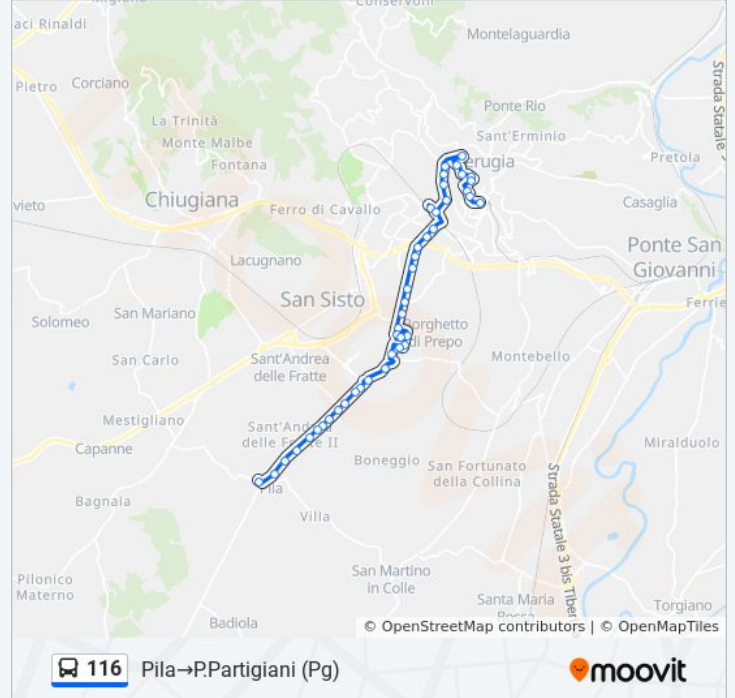 Conservoni
aci Rinaldi
Montelaguardia
Pietro
Corciano
Ponte Rio
La Trinità
Monte Malbe
Sant'Erminio
Fontana
erugia
Pretola
Strada Statale
Chiugiana
vieto
Ferro di Cavallo
Casaglia
Lacugnano
Ponte San
Giovanni
San Sisto
Ferrie
San Mariano
Solomeo
Borghetto
di Prepo
San Carlo
Sant'Andrea
delle Fratte
Montebello
Mestigliano
Sant'Andrea
delle Fratte II
Miralduolo
Capanne
Boneggio
San Fortunato
della Collina
Bagnaia
Pila
Villa
Strada Statale 3 bis Tiber
Pilonico
Materno
San Martino
in Colle
Santa Maria
Rossa
Torgiano
Badiola
© OpenStreetMap contributors | © OpenMapTiles
116 Pila→P.Partigiani (Pg)
moovit